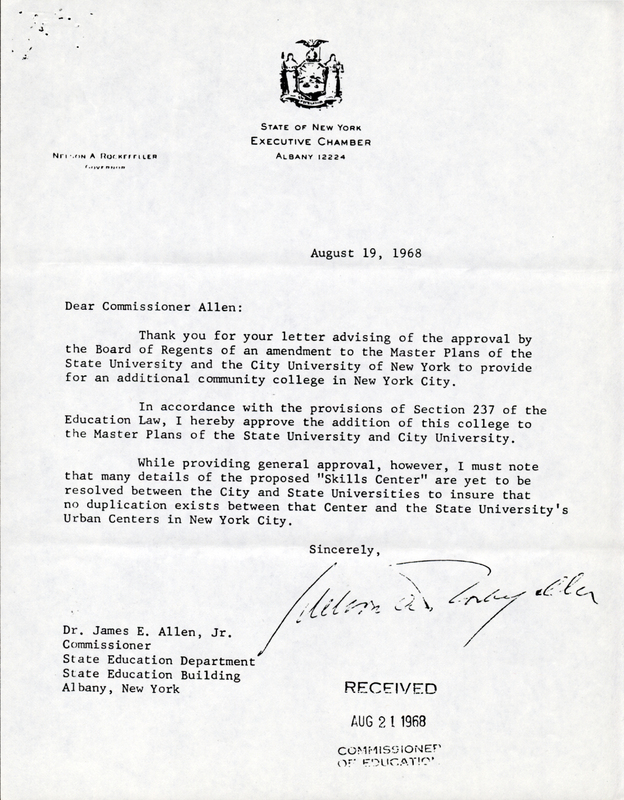 STATE OF NEW YORK
EXECUTIVE CHAMBER
ALBANY 12224
NELSON A ROCKEFELLER
GOVERNOR
August 19, 1968
Dear Commissioner Allen:
Thank you for your letter advising of the approval by
the Board of Regents of an amendment to the Master Plans of the
State University and the City University of New York to provide
for an additional community college in New York City.
In accordance with the provisions of Section 237 of the
Education Law, I hereby approve the addition of this college to
the Master Plans of the State University and City University.
While providing general approval, however, I must note
that many details of the proposed "Skills Center" are yet to be
resolved between the City and State Universities to insure that
no duplication exists between that Center and the State University's
Urban Centers in New York City.
Sincerely,
Nelson A. Rockefeller
Dr. James E. Allen, Jr.
Commissioner
State Education Department
State Education Building
Albany, New York
RECEIVED
AUG 21 1968
COMMISSIONER
OF EDUCATION